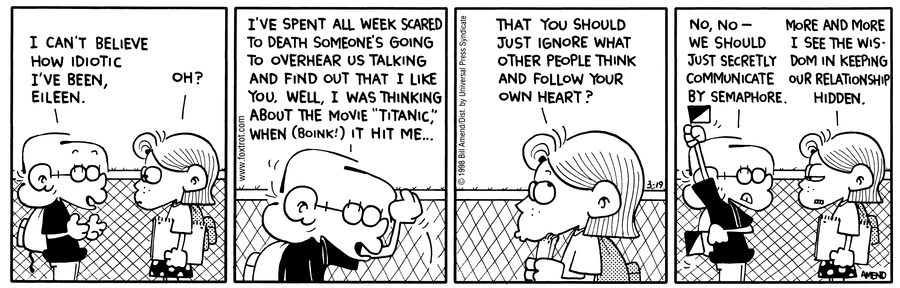 I CAN'T BELIEVE
HOW IDIOTIC
I'VE BEEN,
EILEEN.
OH?
I'VE SPENT ALL WEEK SCARED
TO DEATH SOMEONE'S GOING
TO OVERHEAR US TALKING
AND FIND OUT THAT I LIKE
YOU. WELL, I WAS THINKING
ABOUT THE MOVIE "TITANIC,"
WHEN (BOINK!) IT HIT ME...
www.foxtrot.com
THAT YOU SHOULD
JUST IGNORE WHAT
OTHER PEOPLE THINK
AND FOLLOW YOUR
OWN HEART?
© 1998 Bill Amend/Dist. by Universal Press Syndicate
3-19
NO, NO –
WE SHOULD
JUST SECRETLY
COMMUNICATE
BY SEMAPHORE.
MORE AND MORE
I SEE THE WIS-
DOM IN KEEPING
OUR RELATIONSHIP
HIDDEN.
AMEND